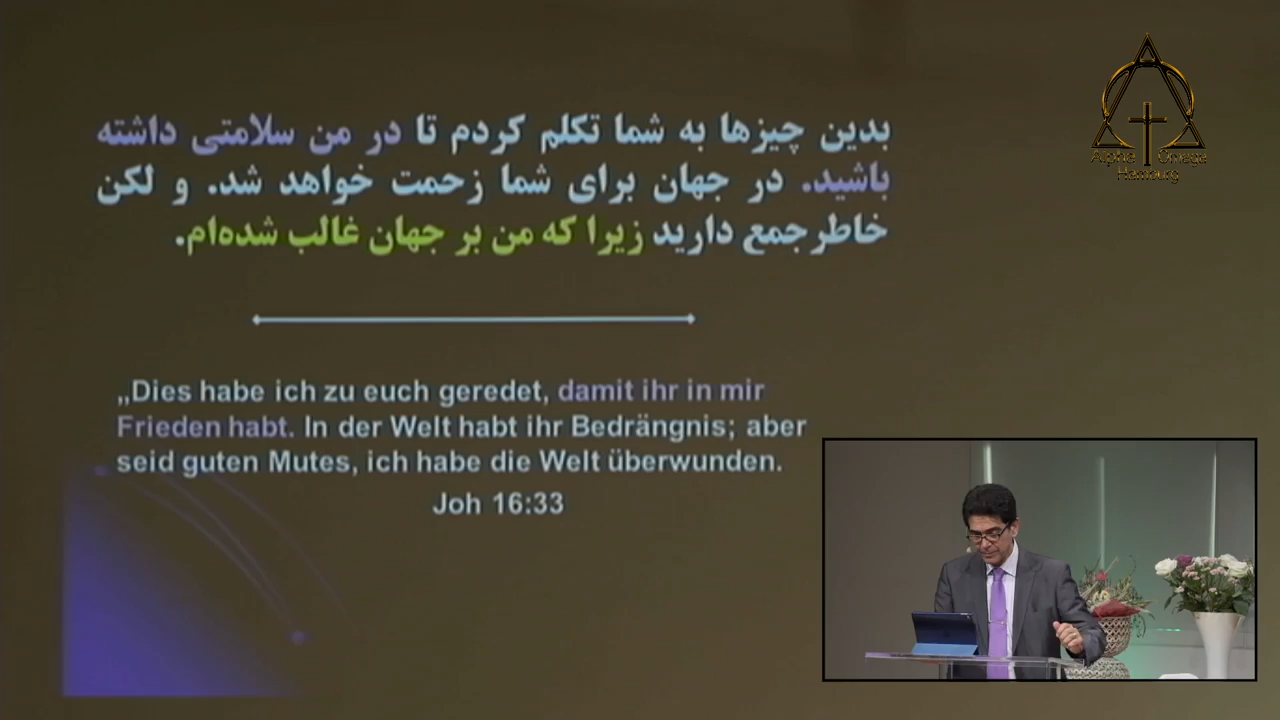 بدین چیزها به شما تکلم کردم تا در من سلامتی داشته
باشید. در جهان برای شما زحمت خواهد شد. و لکن
خاطرجمع دارید زیرا که من بر جهان غالب شده‌ام.
„Dies habe ich zu euch geredet, damit ihr in mir
Frieden habt. In der Welt habt ihr Bedrängnis; aber
seid guten Mutes, ich habe die Welt überwunden.
Joh 16:33
Alpha Omega
Hamburg